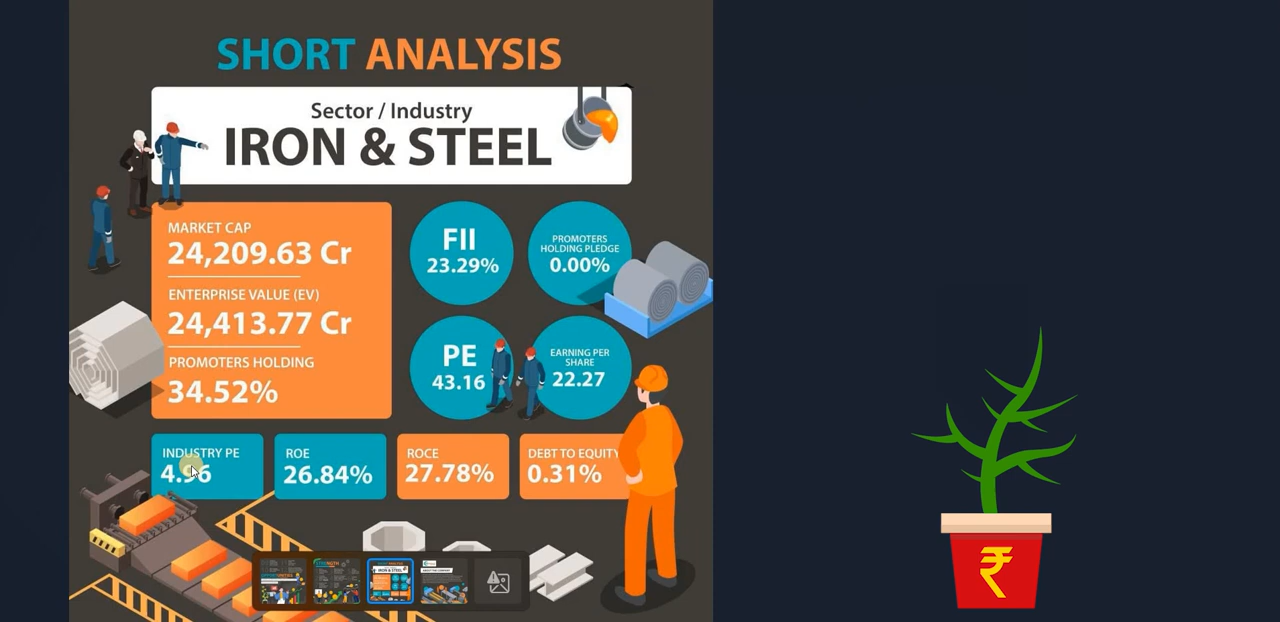 SHORT ANALYSIS
Sector / Industry
IRON & STEEL
MARKET CAP
24,209.63 Cr
ENTERPRISE VALUE (EV)
24,413.77 Cr
PROMOTERS HOLDING
34.52%
FII
23.29%
PROMOTERS
HOLDING PLEDGE
0.00%
PE
43.16
EARNING PER
SHARE
22.27
INDUSTRY PE
4.96
ROE
26.84%
ROCE
27.78%
DEBT TO EQUITY
0.31%
₹